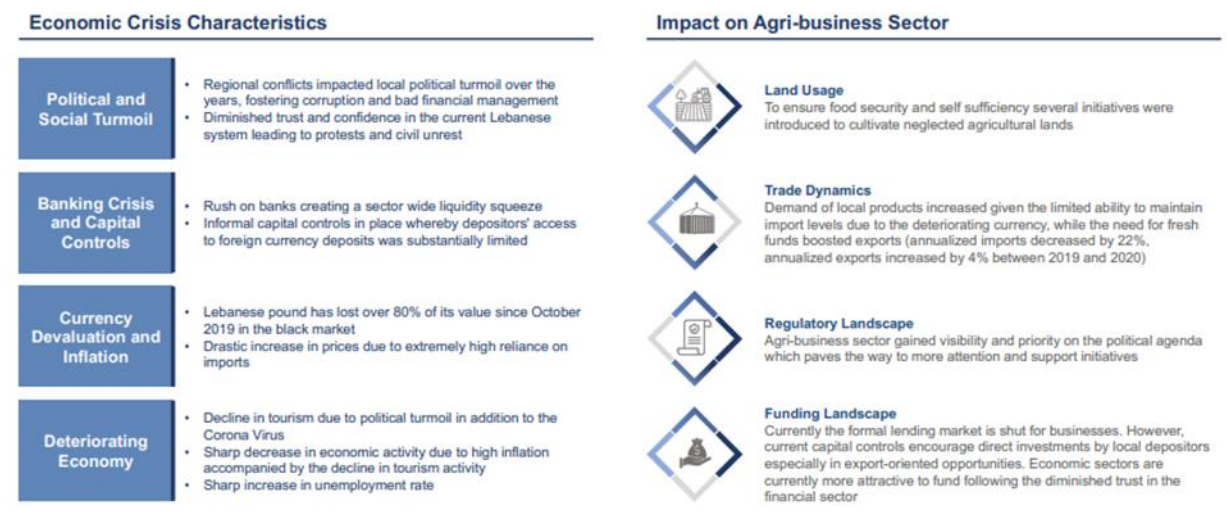 Economic Crisis Characteristics
Political and
Social Turmoil
• Regional conflicts impacted local political turmoil over the
years, fostering corruption and bad financial management
• Diminished trust and confidence in the current Lebanese
system leading to protests and civil unrest
Banking Crisis
and Capital
Controls
• Rush on banks creating a sector wide liquidity squeeze
• Informal capital controls in place whereby depositors' access
to foreign currency deposits was substantially limited
Currency
Devaluation and
Inflation
• Lebanese pound has lost over 80% of its value since October
2019 in the black market
• Drastic increase in prices due to extremely high reliance on
imports
Deteriorating
Economy
• Decline in tourism due to political turmoil in addition to the
Corona Virus
• Sharp decrease in economic activity due to high inflation
accompanied by the decline in tourism activity
• Sharp increase in unemployment rate
Impact on Agri-business Sector
Land Usage
To ensure food security and self sufficiency several initiatives were
introduced to cultivate neglected agricultural lands
Trade Dynamics
Demand of local products increased given the limited ability to maintain
import levels due to the deteriorating currency, while the need for fresh
funds boosted exports (annualized imports decreased by 22%,
annualized exports increased by 4% between 2019 and 2020)
Regulatory Landscape
Agri-business sector gained visibility and priority on the political agenda
which paves the way to more attention and support initiatives
Funding Landscape
Currently the formal lending market is shut for businesses. However,
current capital controls encourage direct investments by local depositors
especially in export-oriented opportunities. Economic sectors are
currently more attractive to fund following the diminished trust in the
financial sector